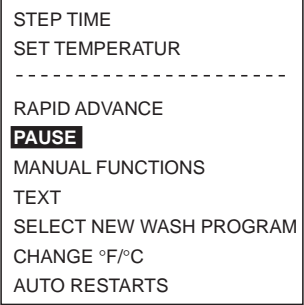 STEP TIME
SET TEMPERATUR
-----------------------
RAPID ADVANCE
PAUSE
MANUAL FUNCTIONS
TEXT
SELECT NEW WASH PROGRAM
CHANGE °F/°C
AUTO RESTARTS